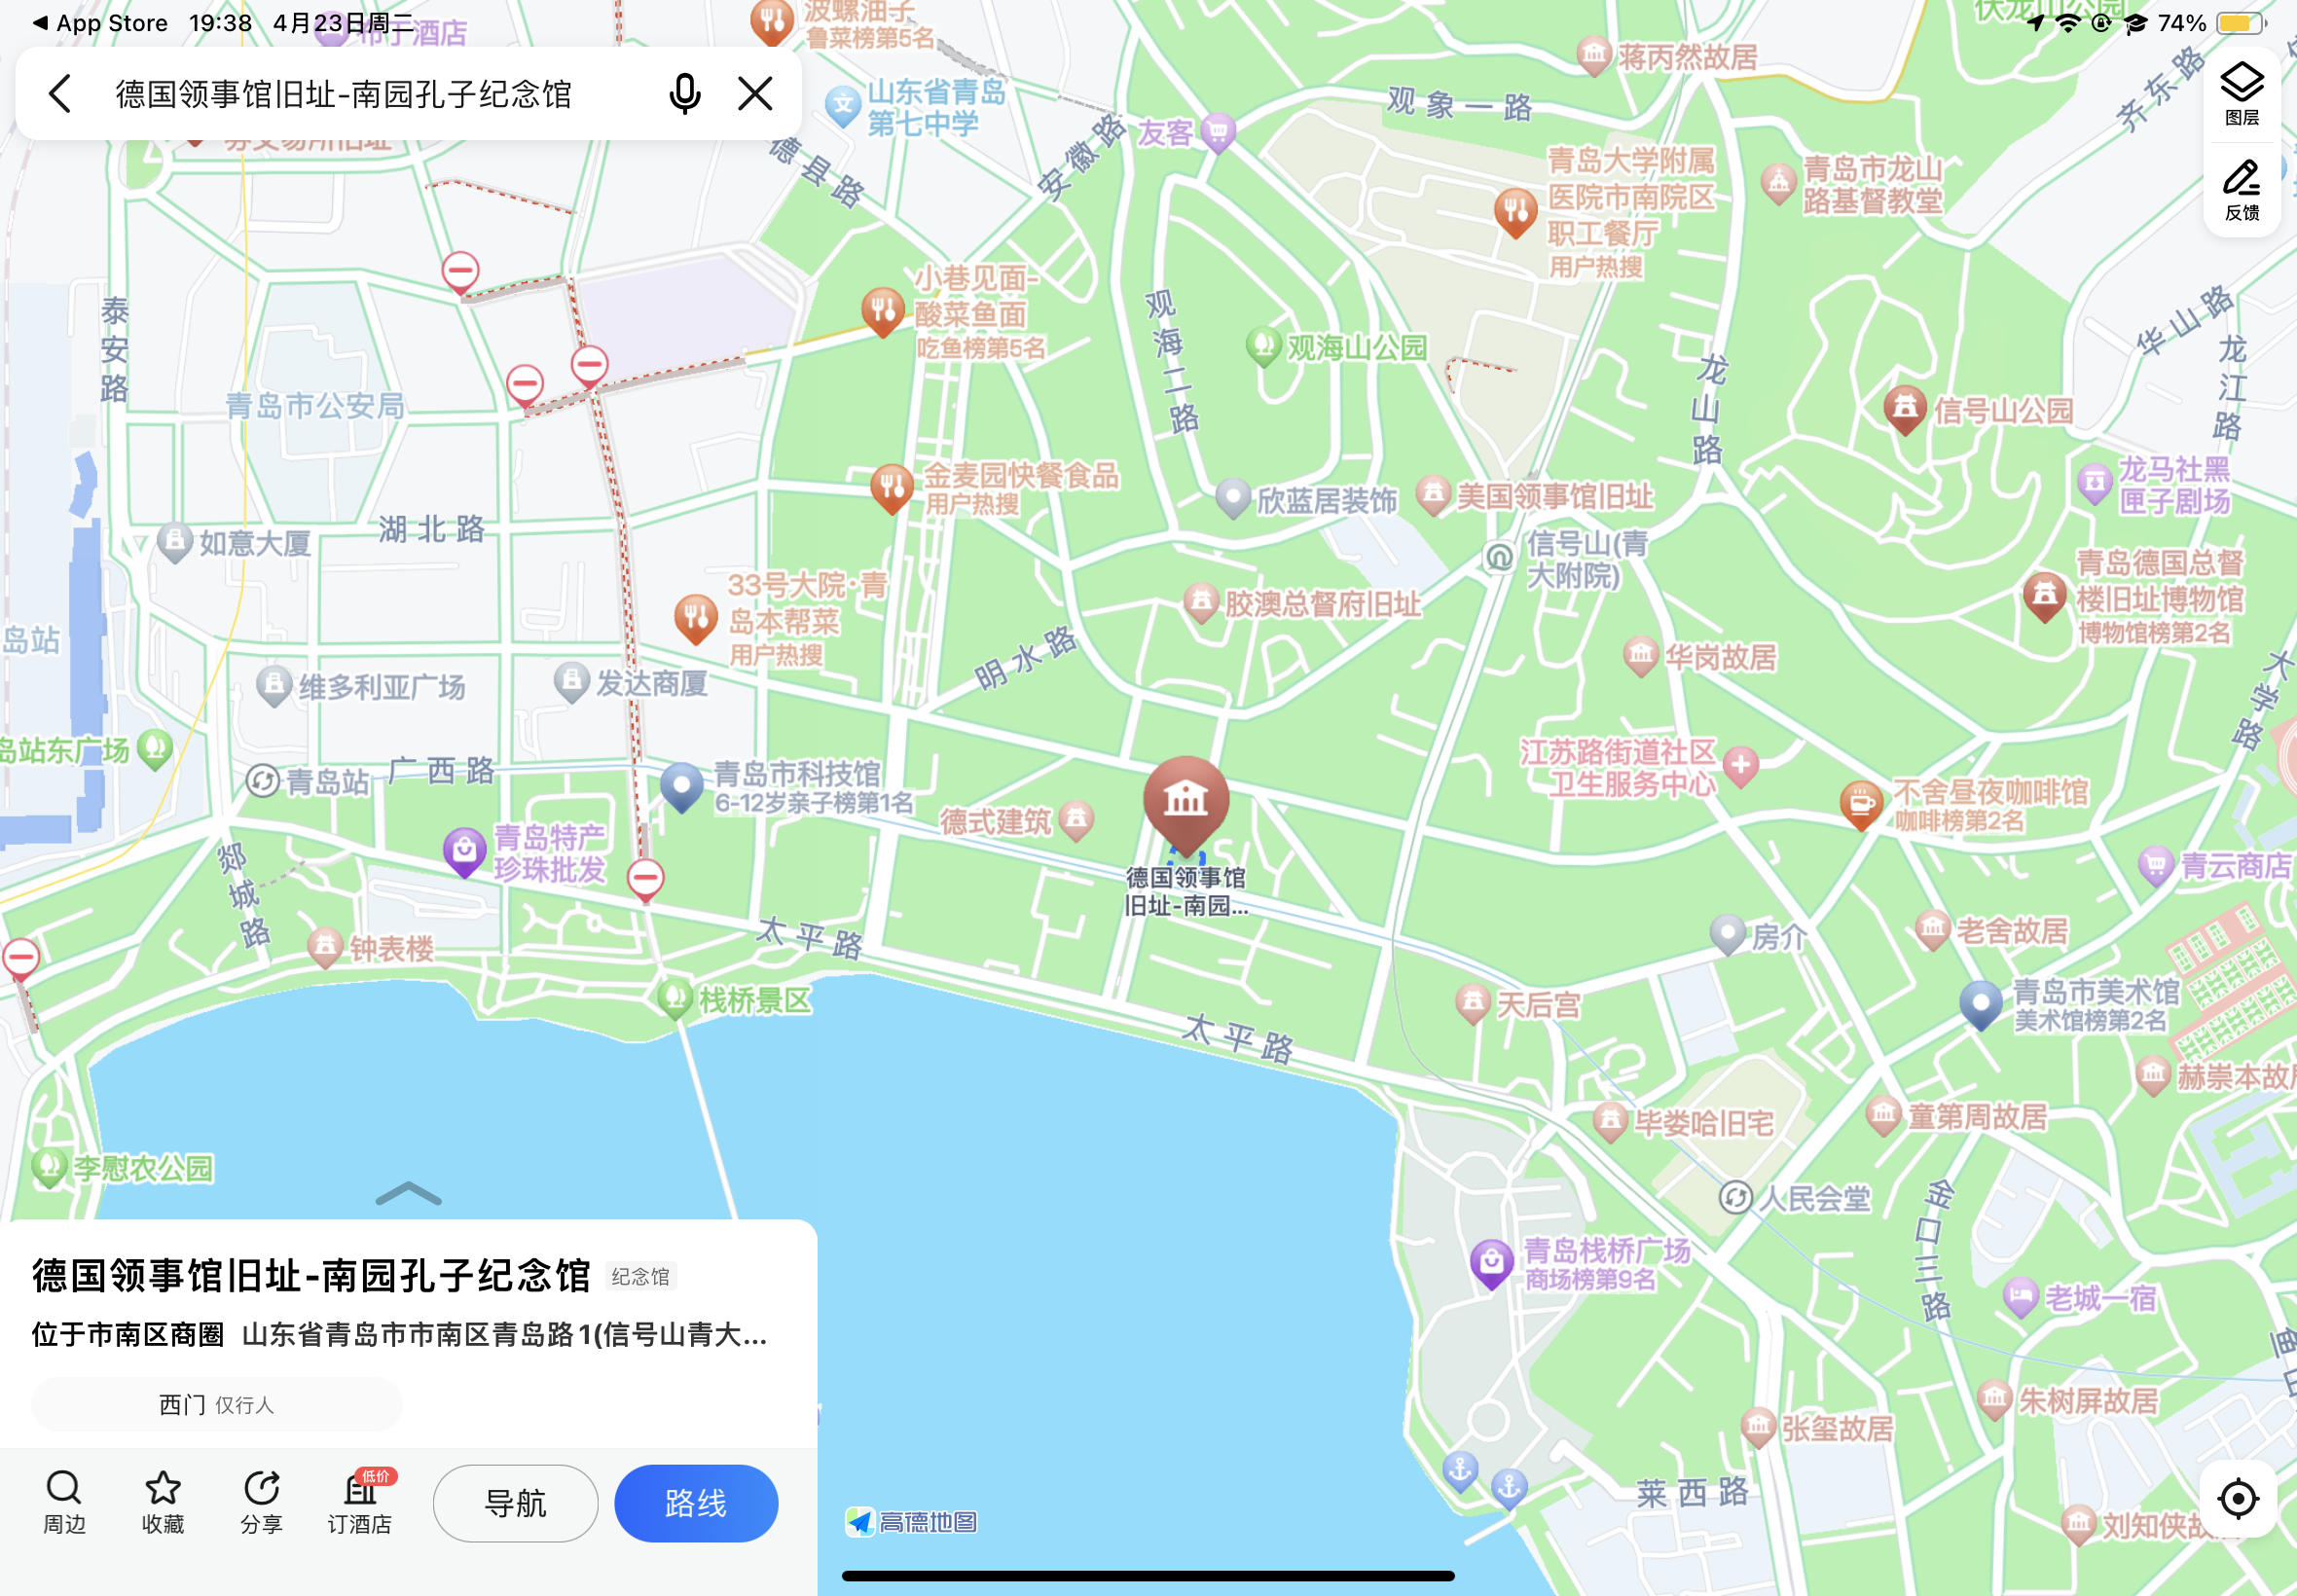 App Store 19:38 4月23日周二
74%
德国领事馆旧址-南园孔子纪念馆
图层
反馈
波螺油子
鲁菜榜第5名
山东省青岛
第七中学
德县路
安徽路
友客
观象一路
蒋丙然故居
伏龙山公园
齐东路
青岛大学附属
医院市南院区
职工餐厅
用户热搜
青岛市龙山
路基督教堂
泰安路
青岛市公安局
小巷见面-
酸菜鱼面
吃鱼榜第5名
观海二路
观海山公园
龙山路
华山路
龙江路
信号山公园
龙马社黑
匣子剧场
如意大厦
湖北路
金麦园快餐食品
用户热搜
欣蓝居装饰
美国领事馆旧址
信号山(青
大附院)
青岛德国总督
楼旧址博物馆
博物馆榜第2名
岛站
33号大院·青
岛本帮菜
用户热搜
明水路
胶澳总督府旧址
华岗故居
大学路
维多利亚广场
发达商厦
岛站东广场
青岛站
广西路
青岛市科技馆
6-12岁亲子榜第1名
德式建筑
德国领事馆
旧址-南园...
江苏路街道社区
卫生服务中心
不舍昼夜咖啡馆
咖啡榜第2名
青岛特产
珍珠批发
青云商店
郯城路
钟表楼
太平路
栈桥景区
太平路
天后宫
房介
老舍故居
青岛市美术馆
美术馆榜第2名
赫崇本故居
毕娄哈旧宅
童第周故居
李慰农公园
人民会堂
金口三路
青岛栈桥广场
商场榜第9名
老城一宿
朱树屏故居
张玺故居
莱西路
刘知侠故
德国领事馆旧址-南园孔子纪念馆 纪念馆
位于市南区商圈 山东省青岛市市南区青岛路1(信号山青大...
西门 仅行人
周边
收藏
分享
低价
订酒店
导航
路线
高德地图